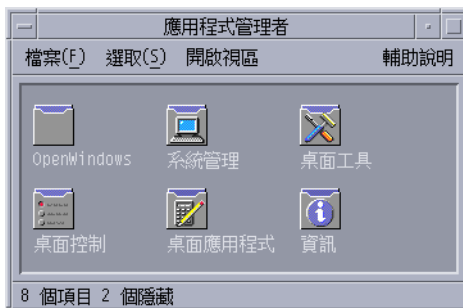 應用程式管理者
檔案(F) 選取(S) 開啟視區 輔助說明
OpenWindows 系統管理 桌面工具
桌面控制 桌面應用程式 資訊
8 個項目 2 個隱藏